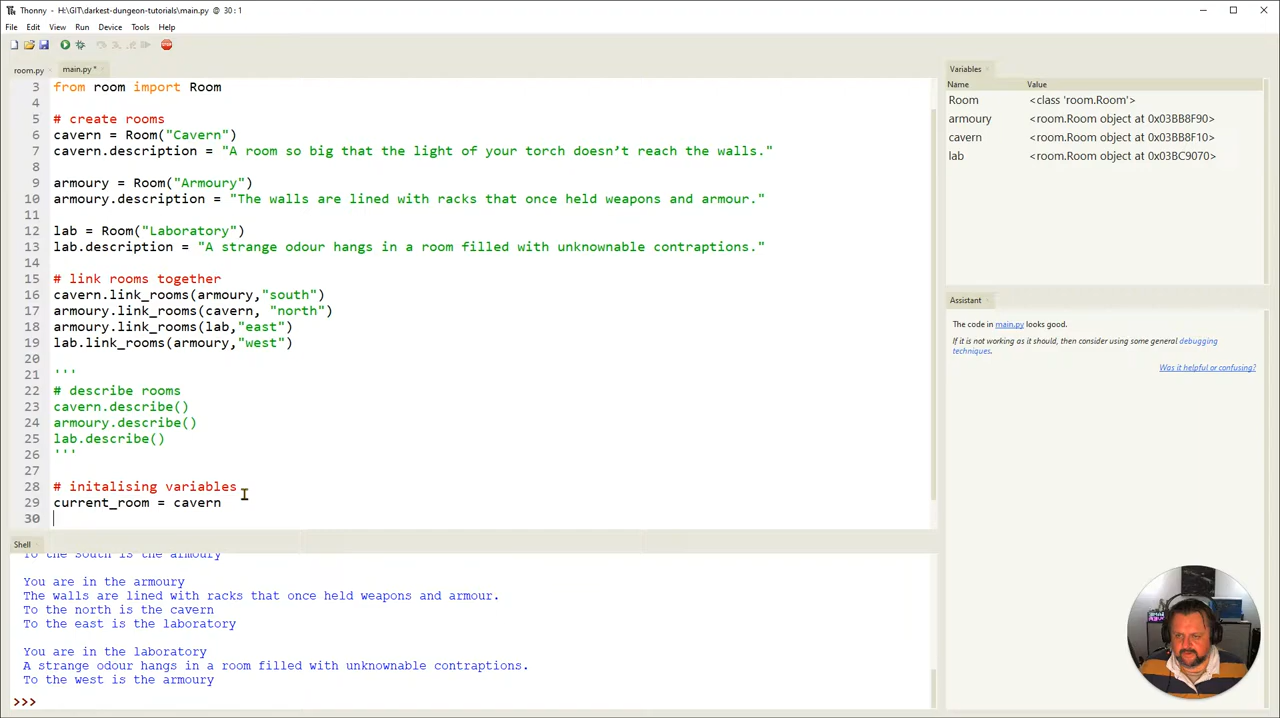 Thonny - H:\GIT\darkest-dungeon-tutorials\main.py @ 30 : 1
File Edit View Run Device Tools Help
room.py main.py *
3 from room import Room
4
5 # create rooms
6 cavern = Room("Cavern")
7 cavern.description = "A room so big that the light of your torch doesn’t reach the walls."
8
9 armoury = Room("Armoury")
10 armoury.description = "The walls are lined with racks that once held weapons and armour."
11
12 lab = Room("Laboratory")
13 lab.description = "A strange odour hangs in a room filled with unknownable contraptions."
14
15 # link rooms together
16 cavern.link_rooms(armoury,"south")
17 armoury.link_rooms(cavern, "north")
18 armoury.link_rooms(lab,"east")
19 lab.link_rooms(armoury,"west")
20
21 '''
22 # describe rooms
23 cavern.describe()
24 armoury.describe()
25 lab.describe()
26 '''
27
28 # initalising variables
29 current_room = cavern
30
Shell
To the south is the armoury
You are in the armoury
The walls are lined with racks that once held weapons and armour.
To the north is the cavern
To the east is the laboratory
You are in the laboratory
A strange odour hangs in a room filled with unknownable contraptions.
To the west is the armoury
>>>
Variables
Name Value
Room <class 'room.Room'>
armoury <room.Room object at 0x03BB8F90>
cavern <room.Room object at 0x03BB8F10>
lab <room.Room object at 0x03BC9070>
Assistant
The code in main.py looks good.
If it is not working as it should, then consider using some general debugging
techniques.
Was it helpful or confusing?